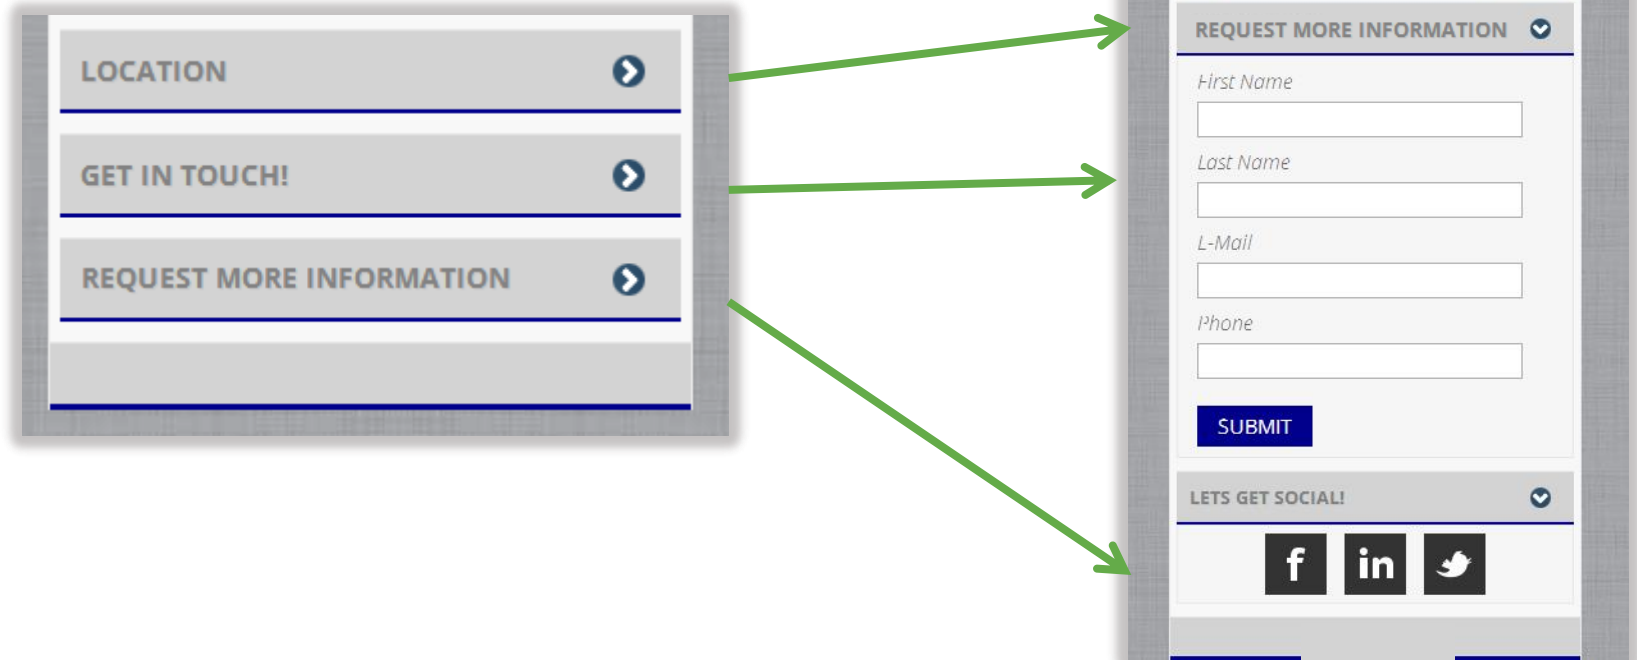 LOCATION
GET IN TOUCH!
REQUEST MORE INFORMATION
REQUEST MORE INFORMATION
First Name
Last Name
L-Mail
Phone
SUBMIT
LETS GET SOCIAL!
f in